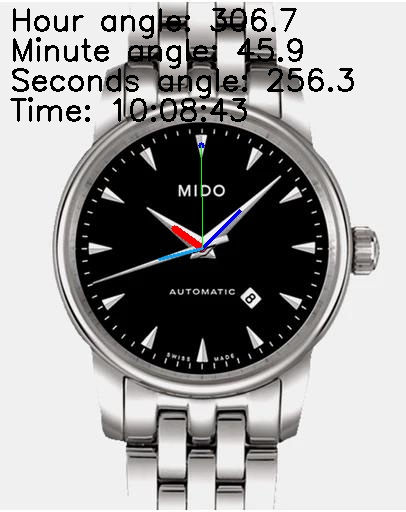 Hour angle: 306.7
Minute angle: 45.9
Seconds angle: 256.3
Time: 10:08:43
MIDO
AUTOMATIC
8
SWISS MADE